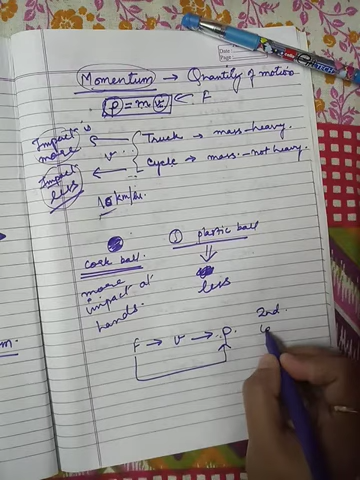 Date
Page
Momentum → Quantity of motion
p = m v ← F
Impact is more
Truck → mass - heavy.
v
Impact less
Cycle → mass - not heavy.
10 km/hr.
① plastic ball
cork ball
more impact at hands.
less
F → v → p.
2nd.
m.